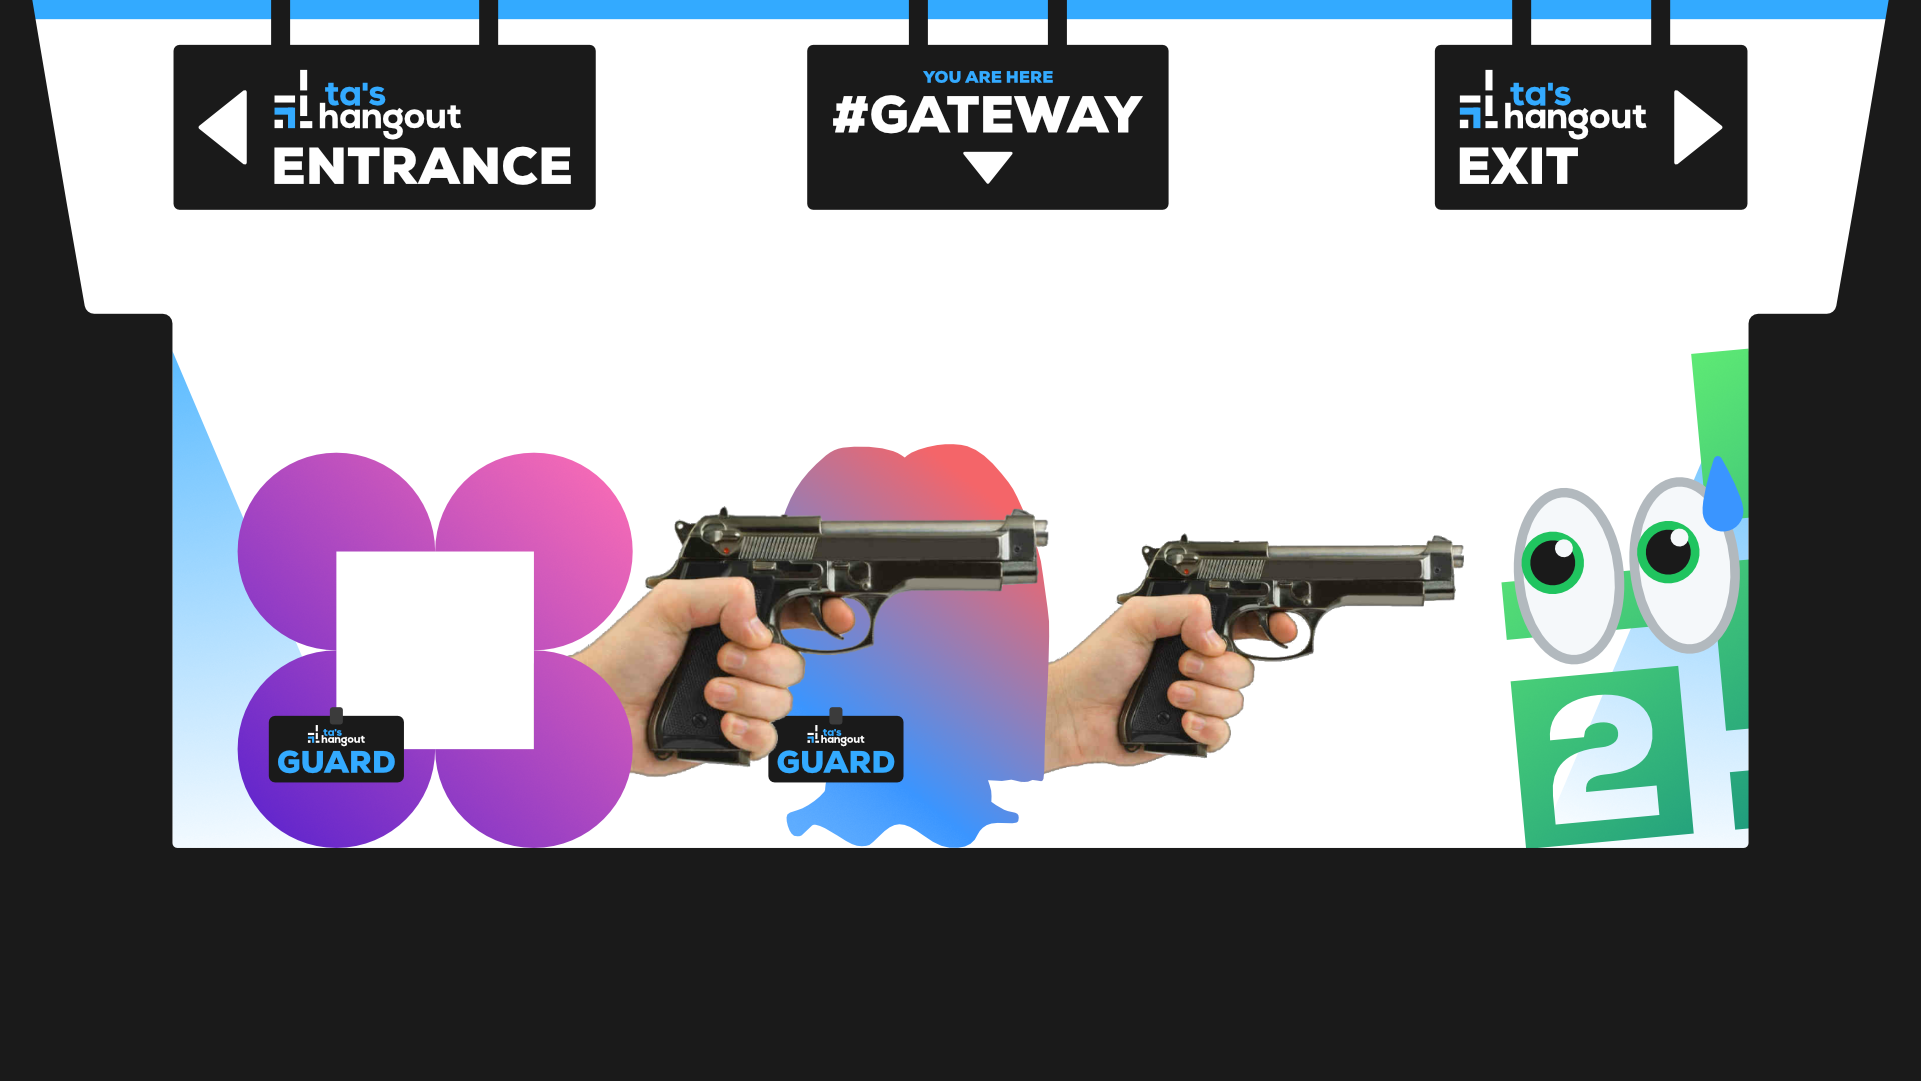 ta's
hangout
ENTRANCE
YOU ARE HERE
#GATEWAY
ta's
hangout
EXIT
ta's
hangout
GUARD
ta's
hangout
GUARD
2